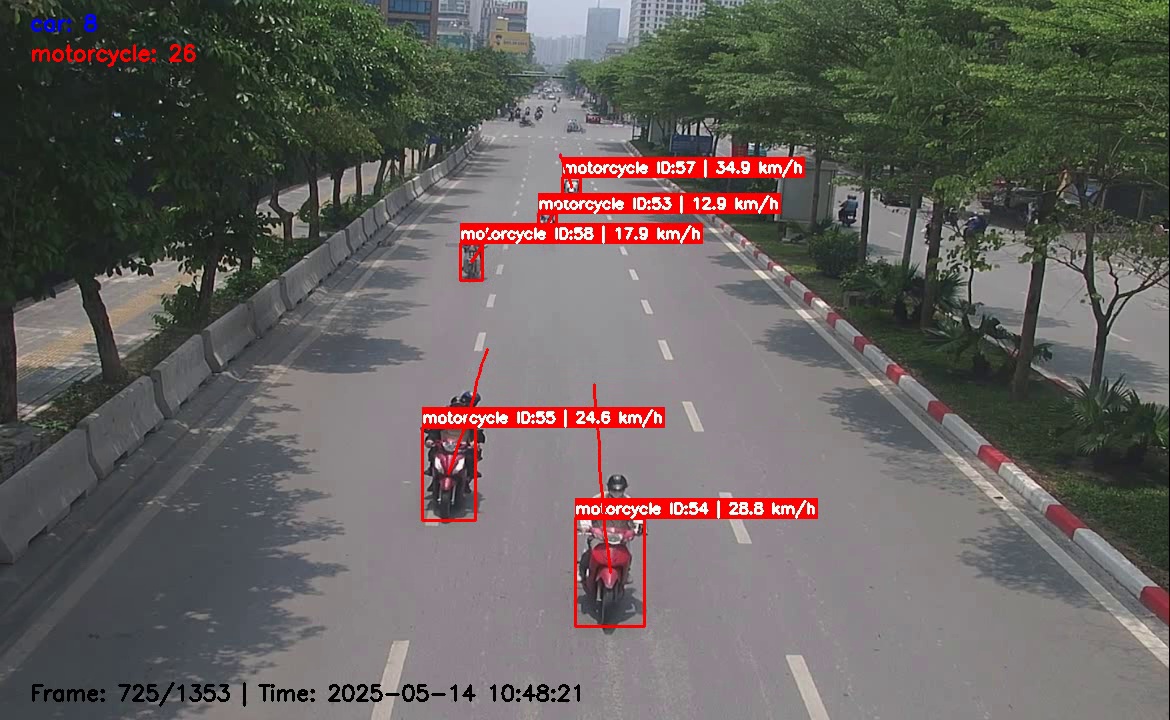 car: 8
motorcycle: 26
motorcycle ID:57 | 34.9 km/h
motorcycle ID:53 | 12.9 km/h
motorcycle ID:58 | 17.9 km/h
motorcycle ID:55 | 24.6 km/h
motorcycle ID:54 | 28.8 km/h
Frame: 725/1353 | Time: 2025-05-14 10:48:21